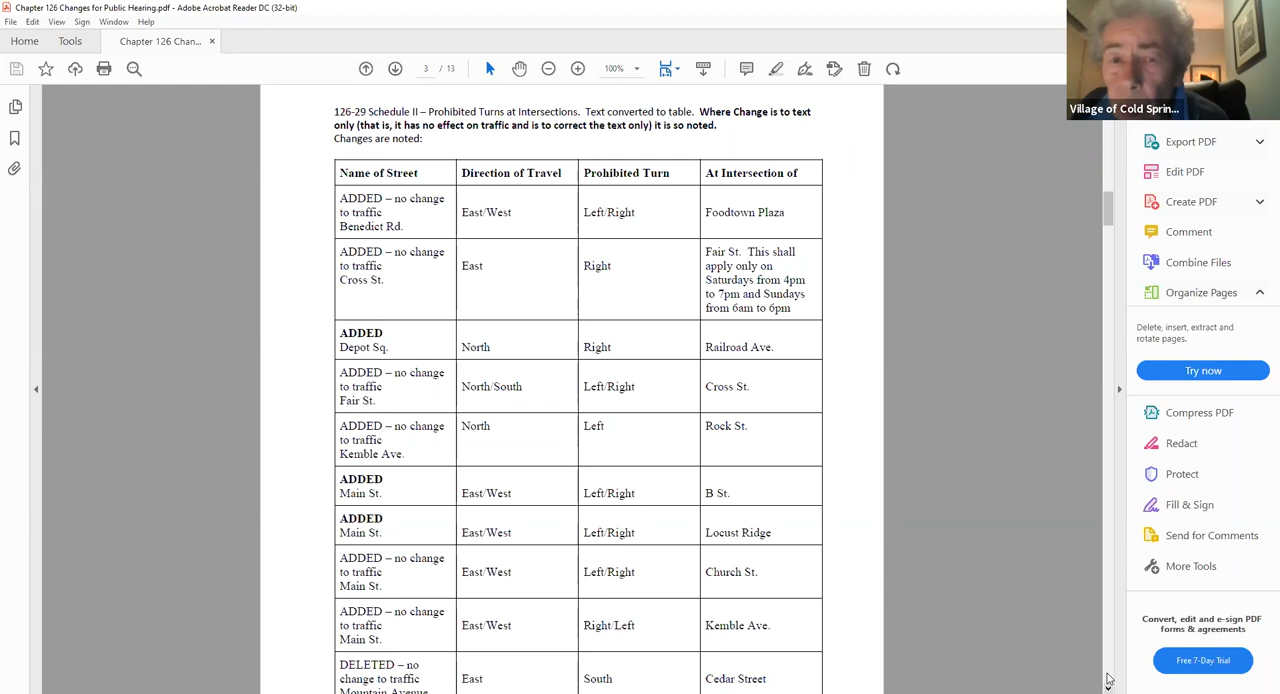 Chapter 126 Changes for Public Hearing.pdf - Adobe Acrobat Reader DC (32-bit)
File Edit View Sign Window Help
Home Tools Chapter 126 Chan... ×
3 / 13 100%
Village of Cold Sprin...
126-29 Schedule II – Prohibited Turns at Intersections. Text converted to table. Where Change is to text
only (that is, it has no effect on traffic and is to correct the text only) it is so noted.
Changes are noted:
Name of Street Direction of Travel Prohibited Turn At Intersection of
ADDED – no change
to traffic
Benedict Rd.
East/West Left/Right Foodtown Plaza
ADDED – no change
to traffic
Cross St.
East Right
Fair St. This shall
apply only on
Saturdays from 4pm
to 7pm and Sundays
from 6am to 6pm
ADDED
Depot Sq. North Right Railroad Ave.
ADDED – no change
to traffic
Fair St.
North/South Left/Right Cross St.
ADDED – no change
to traffic
Kemble Ave.
North Left Rock St.
ADDED
Main St. East/West Left/Right B St.
ADDED
Main St. East/West Left/Right Locust Ridge
ADDED – no change
to traffic
Main St.
East/West Left/Right Church St.
ADDED – no change
to traffic
Main St.
East/West Right/Left Kemble Ave.
DELETED – no
change to traffic
Mountain Avenue
East South Cedar Street
Export PDF
Edit PDF
Create PDF
Comment
Combine Files
Organize Pages
Delete, insert, extract and
rotate pages.
Try now
Compress PDF
Redact
Protect
Fill & Sign
Send for Comments
More Tools
Convert, edit and e-sign PDF
forms & agreements
Free 7-Day Trial